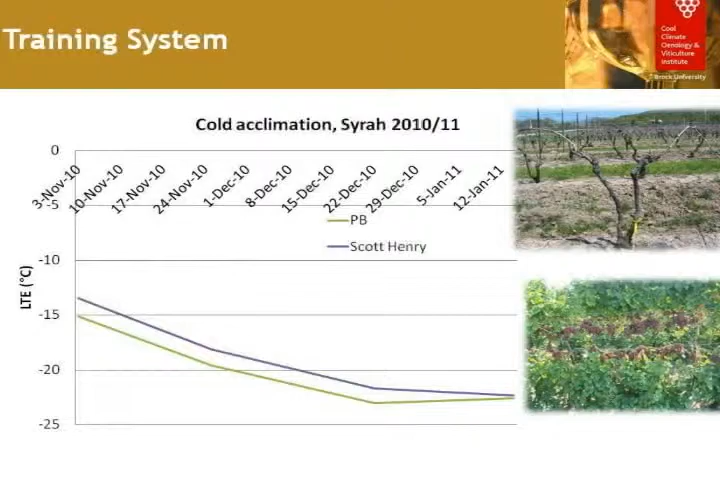 Training System
Cool
Climate
Oenology &
Viticulture
Institute
Brock University
Cold acclimation, Syrah 2010/11
0
-5
-10
-15
-20
-25
LTE (°C)
3-Nov-10
10-Nov-10
17-Nov-10
24-Nov-10
1-Dec-10
8-Dec-10
15-Dec-10
22-Dec-10
29-Dec-10
5-Jan-11
12-Jan-11
PB
Scott Henry